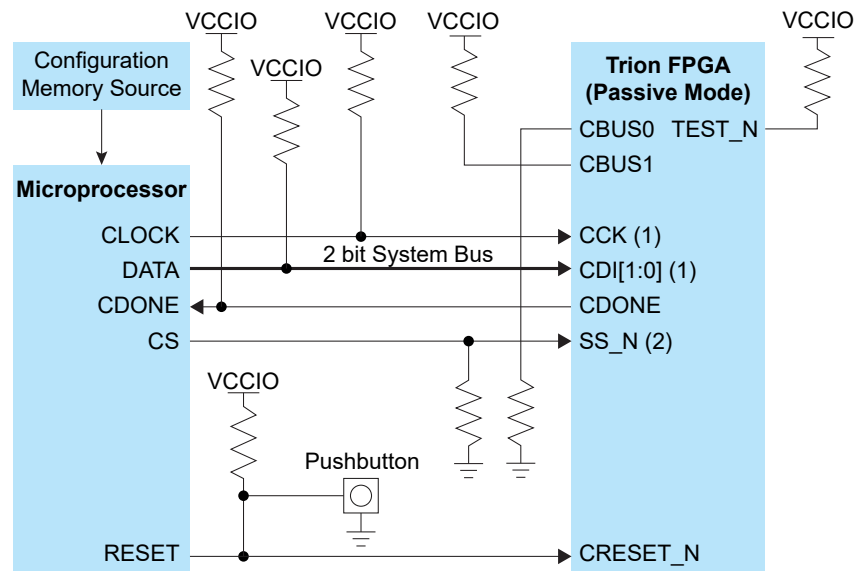 VCCIO
VCCIO
VCCIO
VCCIO
VCCIO
Configuration
Memory Source
Trion FPGA
(Passive Mode)
CBUS0
TEST_N
CBUS1
Microprocessor
CLOCK
CCK (1)
2 bit System Bus
DATA
CDI[1:0] (1)
CDONE
CDONE
CS
SS_N (2)
VCCIO
Pushbutton
RESET
CRESET_N